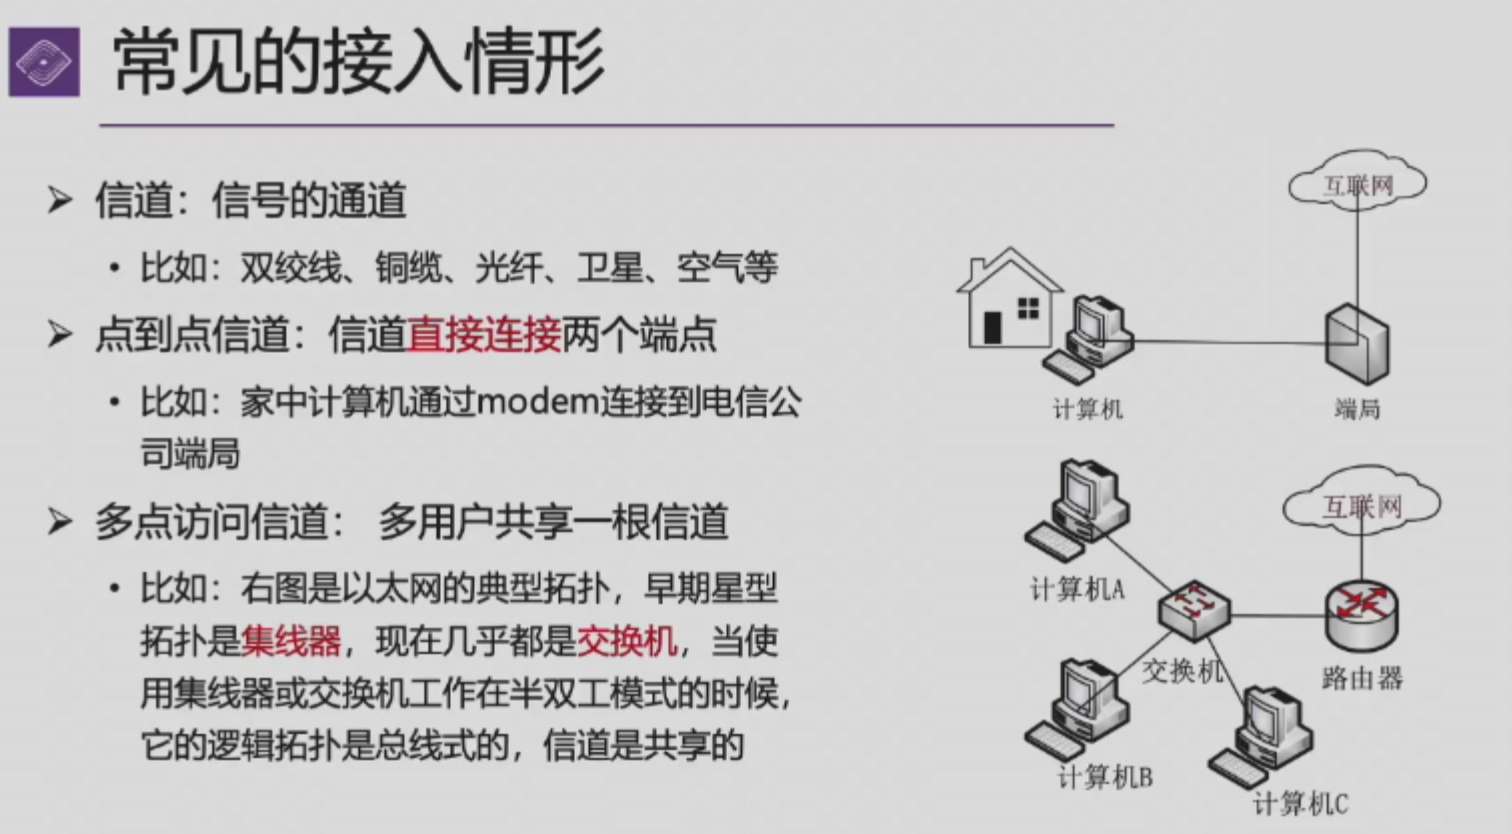 常见的接入情形
➢ 信道：信号的通道
• 比如：双绞线、铜缆、光纤、卫星、空气等
➢ 点到点信道：信道直接连接两个端点
• 比如：家中计算机通过modem连接到电信公
司端局
➢ 多点访问信道： 多用户共享一根信道
• 比如：右图是以太网的典型拓扑，早期星型
拓扑是集线器，现在几乎都是交换机，当使
用集线器或交换机工作在半双工模式的时候，
它的逻辑拓扑是总线式的，信道是共享的
互联网
计算机
端局
互联网
计算机A
交换机
路由器
计算机B
计算机C